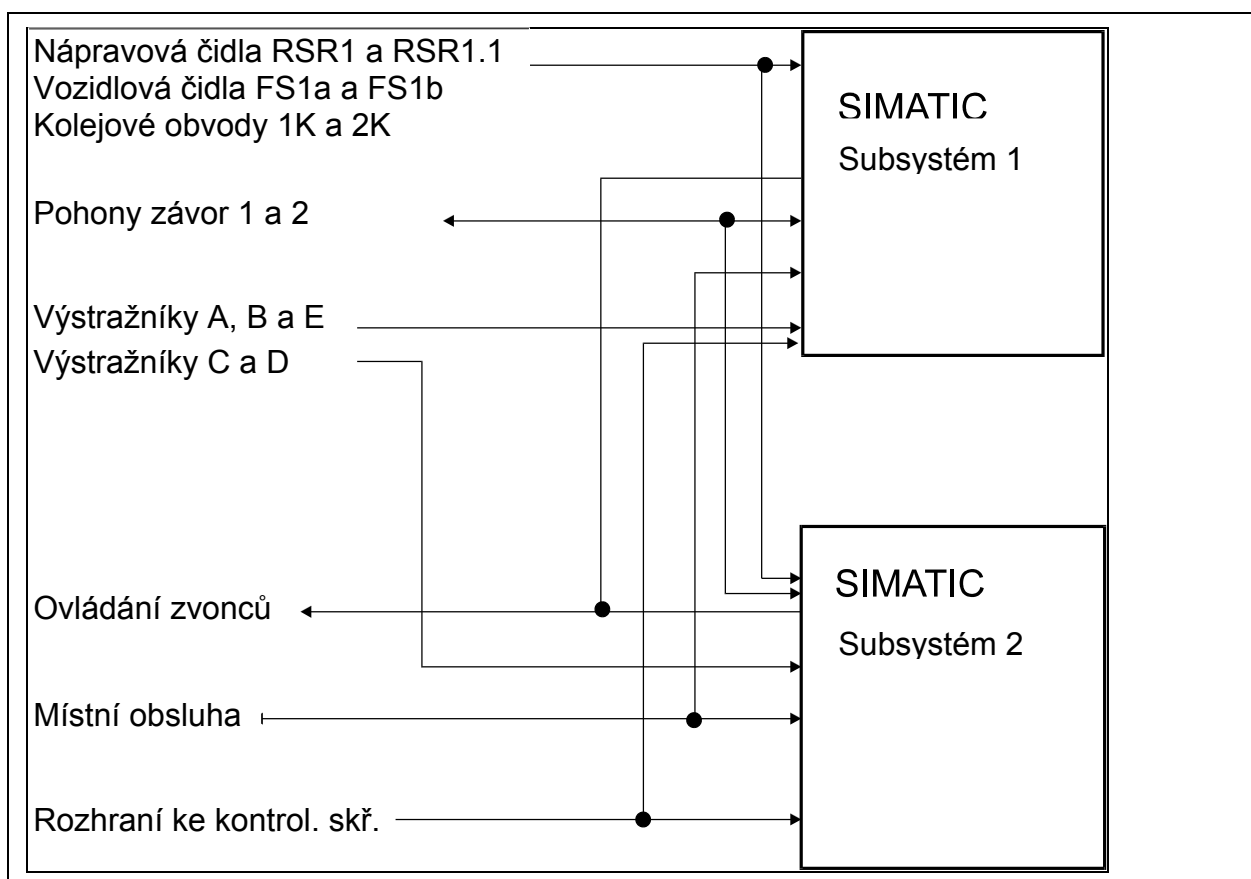 Nápravová čidla RSR1 a RSR1.1
Vozidlová čidla FS1a a FS1b
Kolejové obvody 1K a 2K
Pohony závor 1 a 2
Výstražníky A, B a E
Výstražníky C a D
Ovládání zvonců
Místní obsluha
Rozhraní ke kontrol. skř.
SIMATIC
Subsystém 1
SIMATIC
Subsystém 2